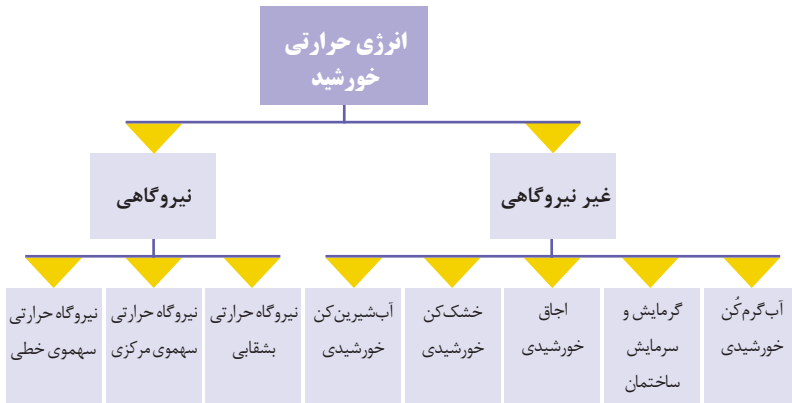 انرژی حرارتی
خورشید
غیر نیروگاهی
نیروگاهی
آب‌گرم‌کُن
خورشیدی
گرمایش و
سرمایش
ساختمان
اجاق
خورشیدی
خشک‌کن
خورشیدی
آب‌شیرین‌کن
خورشیدی
نیروگاه حرارتی
بشقابی
نیروگاه حرارتی
سهموی مرکزی
نیروگاه حرارتی
سهموی خطی